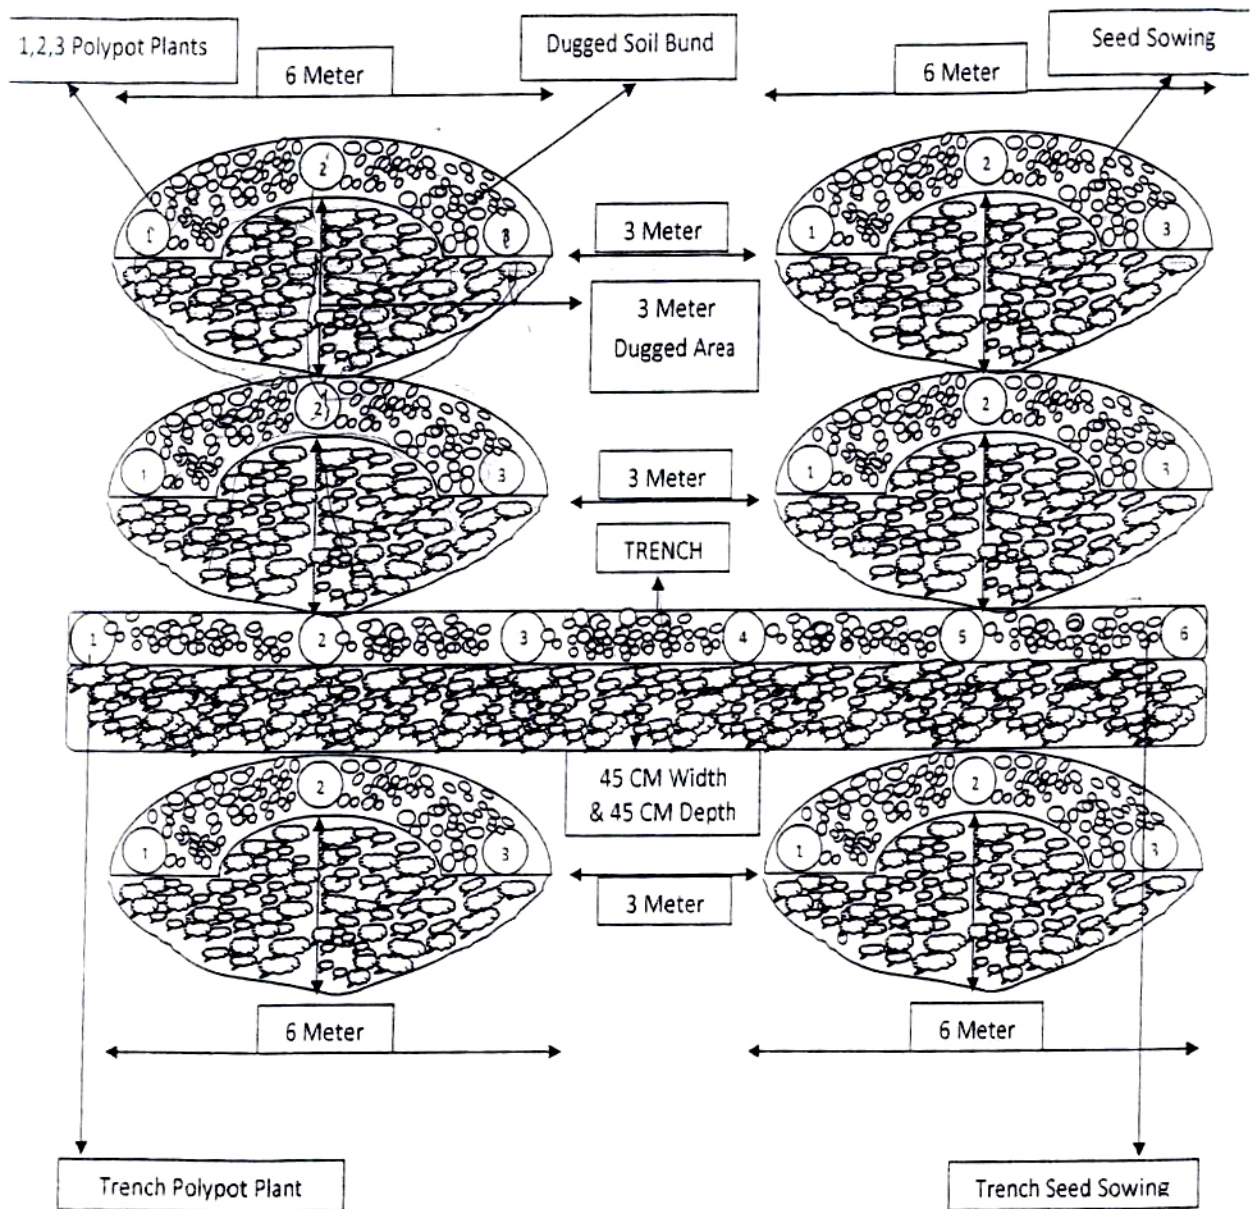 1,2,3 Polypot Plants
Dugged Soil Bund
Seed Sowing
6 Meter
6 Meter
2
2
1
3
1
3
3 Meter
3 Meter
Dugged Area
2
2
1
3
1
3
3 Meter
TRENCH
1
2
3
4
5
6
45 CM Width
& 45 CM Depth
2
2
1
3
1
3
3 Meter
6 Meter
6 Meter
Trench Polypot Plant
Trench Seed Sowing